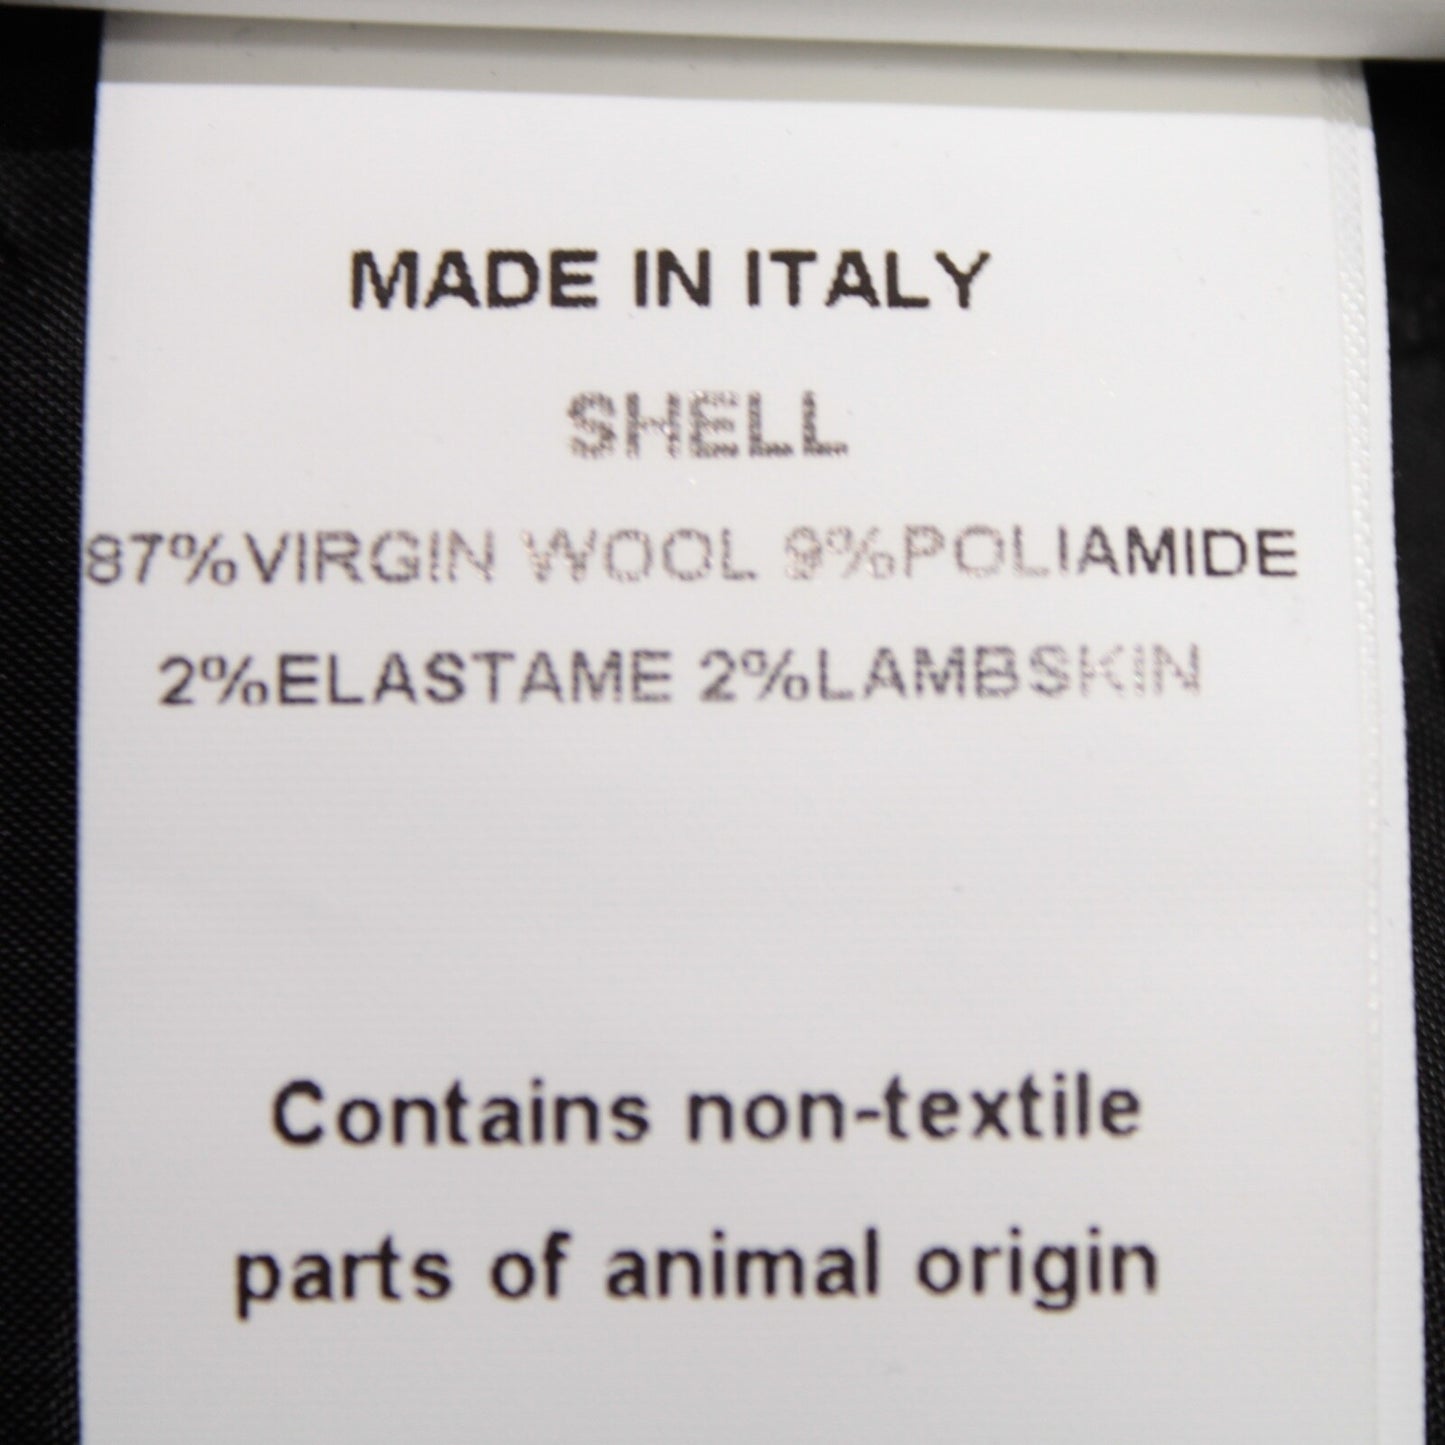 MADE IN ITALY
SHELL
87%VIRGIN WOOL 9%POLIAMIDE
2%ELASTAME 2%LAMBSKIN
Contains non-textile
parts of animal origin